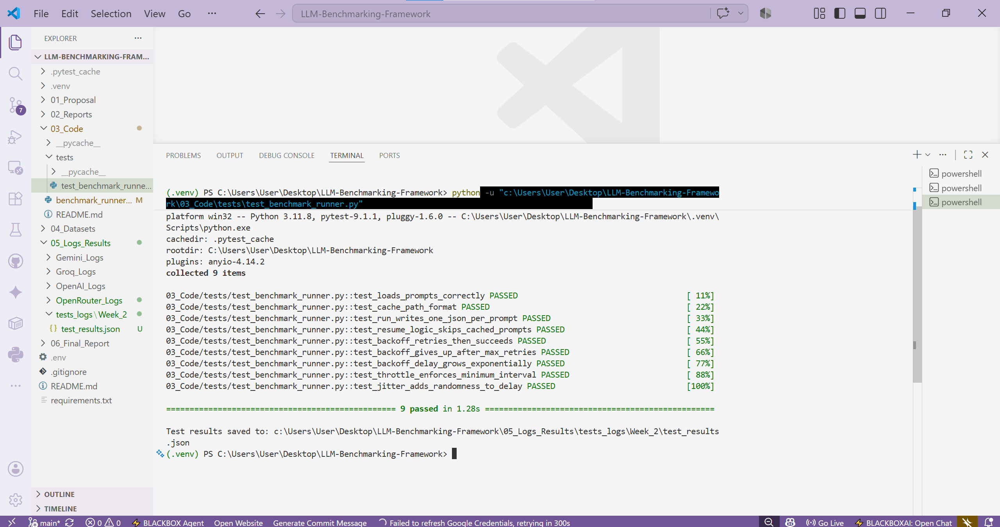 File Edit Selection View Go ···
LLM-Benchmarking-Framework
EXPLORER
LLM-BENCHMARKING-FRAM...
.pytest_cache
.venv
01_Proposal
02_Reports
03_Code
__pycache__
tests
__pycache__
test_benchmark_runne...
benchmark_runner... M
README.md
04_Datasets
05_Logs_Results
Gemini_Logs
Groq_Logs
OpenAI_Logs
OpenRouter_Logs
tests_logs\Week_2
{} test_results.json U
06_Final_Report
.env
.gitignore
README.md
requirements.txt
OUTLINE
TIMELINE
7
PROBLEMS OUTPUT DEBUG CONSOLE TERMINAL PORTS
(.venv) PS C:\Users\User\Desktop\LLM-Benchmarking-Framework> python -u "c:\Users\User\Desktop\LLM-Benchmarking-Framewo
rk\03_Code\tests\test_benchmark_runner.py"
platform win32 -- Python 3.11.8, pytest-9.1.1, pluggy-1.6.0 -- C:\Users\User\Desktop\LLM-Benchmarking-Framework\.venv\
Scripts\python.exe
cachedir: .pytest_cache
rootdir: C:\Users\User\Desktop\LLM-Benchmarking-Framework
plugins: anyio-4.14.2
collected 9 items
03_Code/tests/test_benchmark_runner.py::test_loads_prompts_correctly PASSED [ 11%]
03_Code/tests/test_benchmark_runner.py::test_cache_path_format PASSED [ 22%]
03_Code/tests/test_benchmark_runner.py::test_run_writes_one_json_per_prompt PASSED [ 33%]
03_Code/tests/test_benchmark_runner.py::test_resume_logic_skips_cached_prompts PASSED [ 44%]
03_Code/tests/test_benchmark_runner.py::test_backoff_retries_then_succeeds PASSED [ 55%]
03_Code/tests/test_benchmark_runner.py::test_backoff_gives_up_after_max_retries PASSED [ 66%]
03_Code/tests/test_benchmark_runner.py::test_backoff_delay_grows_exponentially PASSED [ 77%]
03_Code/tests/test_benchmark_runner.py::test_throttle_enforces_minimum_interval PASSED [ 88%]
03_Code/tests/test_benchmark_runner.py::test_jitter_adds_randomness_to_delay PASSED [100%]
================================================= 9 passed in 1.28s =================================================
Test results saved to: c:\Users\User\Desktop\LLM-Benchmarking-Framework\05_Logs_Results\tests_logs\Week_2\test_results
.json
(.venv) PS C:\Users\User\Desktop\LLM-Benchmarking-Framework>
powershell
powershell
powershell
main* 0 0 BLACKBOX Agent Open Website Generate Commit Message Failed to refresh Google Credentials, retrying in 300s Go Live BLACKBOXAI: Open Chat